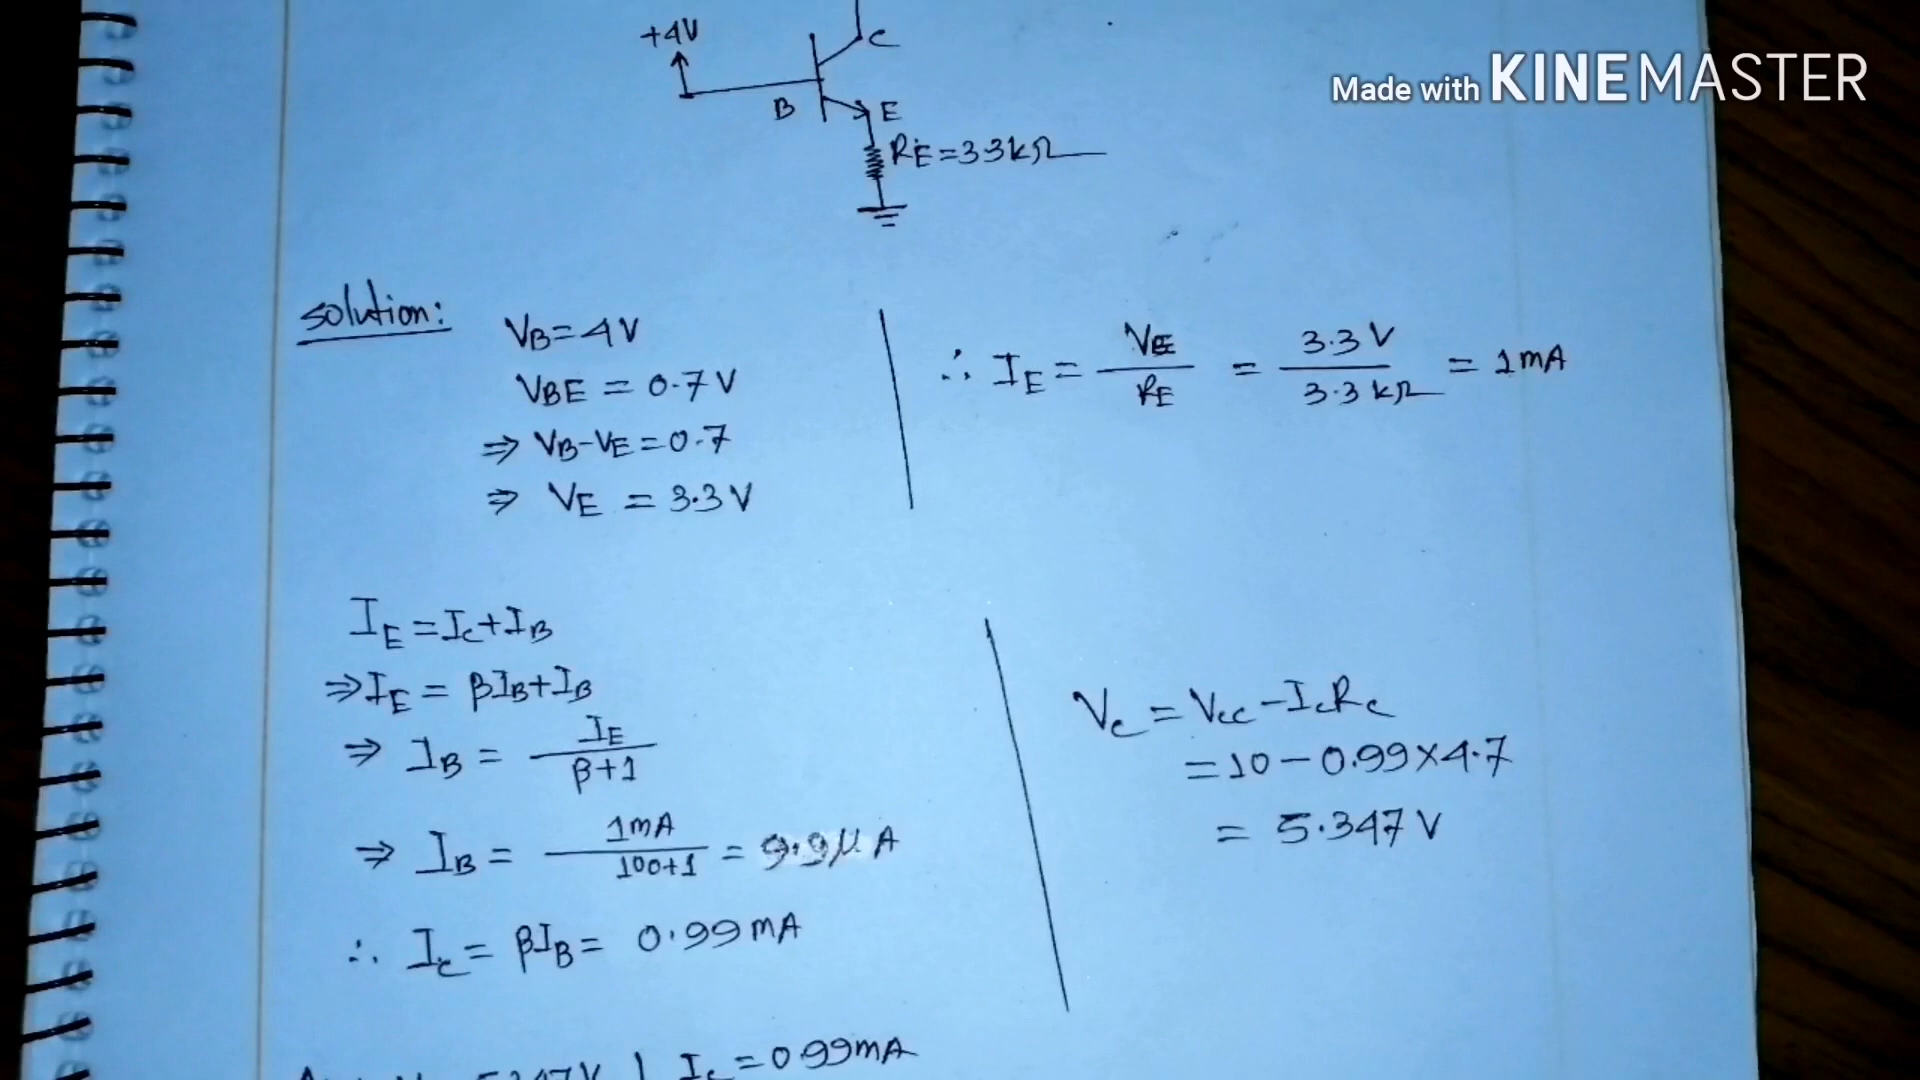 +4V
C
Made with KINEMASTER
B
E
RE=3.3kΩ
solution:
VB=4V
VBE = 0.7V
⇒ VB-VE=0.7
⇒ VE = 3.3V
∴ IE = VE/RE = 3.3V/3.3kΩ = 1mA
IE=Ic+IB
⇒IE = βIB+IB
⇒ IB = IE/β+1
⇒ IB = 1mA/100+1 = 9.9μA
∴ Ic = βIB = 0.99mA
Vc = Vcc-IcRc
=10-0.99×4.7
= 5.347V
Ic =0.99mA